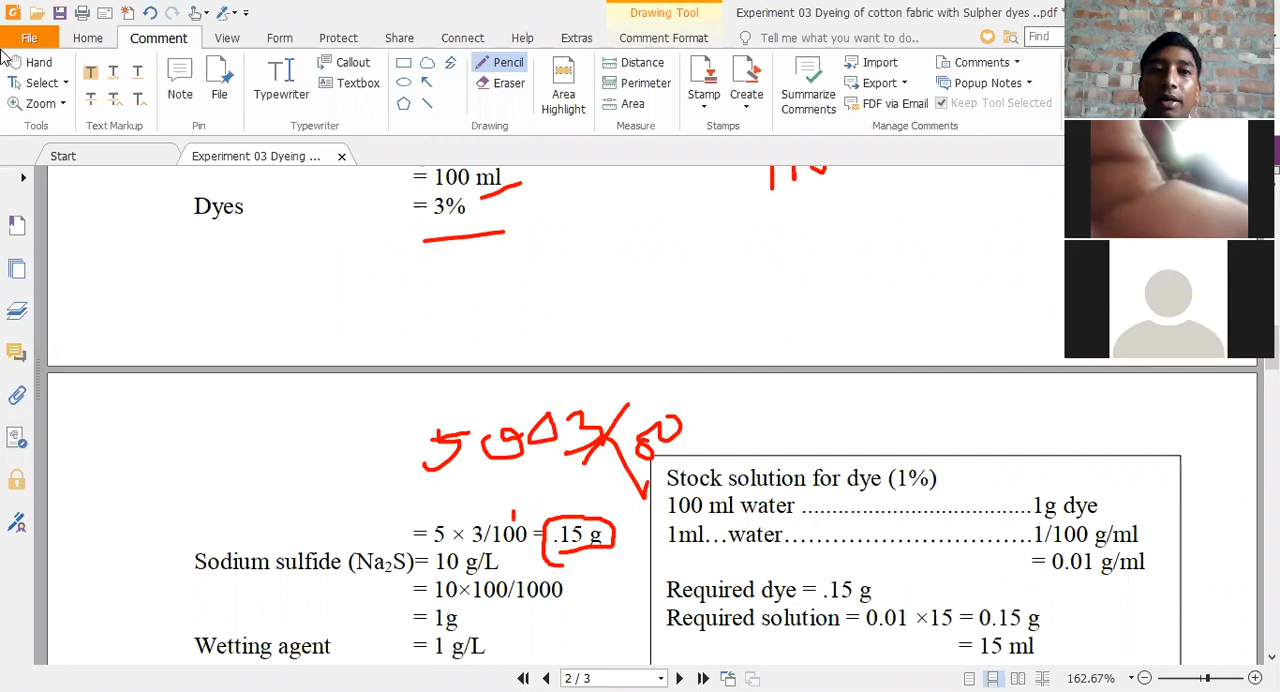 Drawing Tool
Experiment 03 Dyeing of cotton fabric with Sulpher dyes ..pdf *
File Home Comment View Form Protect Share Connect Help Extras Comment Format
Tell me what you want to do..
Find
Hand
Select
Zoom
Tools
Text Markup
Note
File
Pin
Typewriter
Callout
Textbox
Typewriter
Pencil
Eraser
Drawing
Area Highlight
Distance
Perimeter
Area
Measure
Stamp
Create
Stamps
Summarize Comments
Import
Export
FDF via Email
Comments
Popup Notes
Keep Tool Selected
Manage Comments
Start
Experiment 03 Dyeing ...
= 100 ml
Dyes = 3%
= 5 × 3/100 = .15 g
Sodium sulfide (Na₂S)= 10 g/L
= 10×100/1000
= 1g
Wetting agent = 1 g/L
Stock solution for dye (1%)
100 ml water ........................................1g dye
1ml…water……………………………1/100 g/ml
= 0.01 g/ml
Required dye = .15 g
Required solution = 0.01 ×15 = 0.15 g
= 15 ml
2 / 3
162.67%